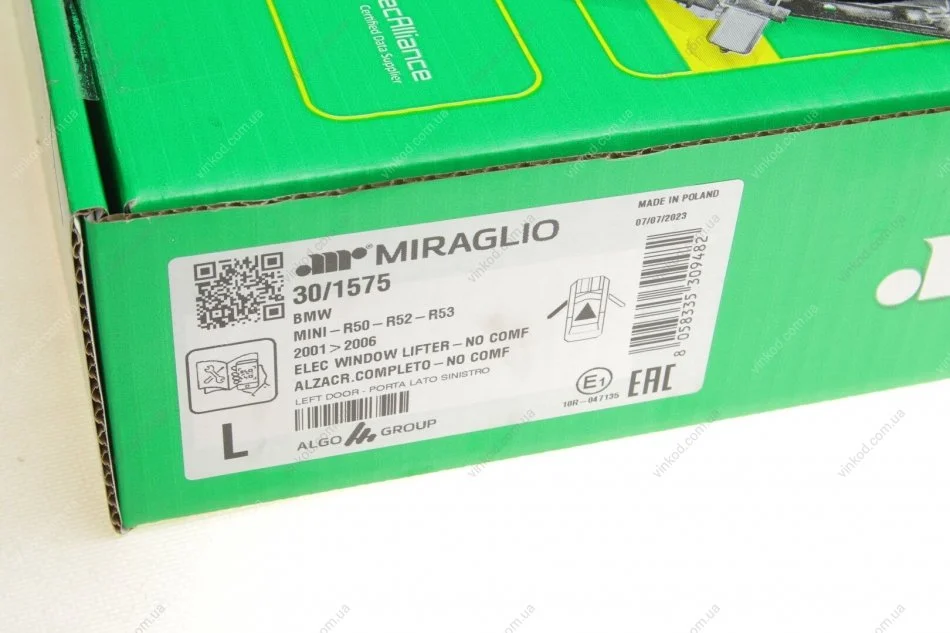 ecAlliance
Certified Data Supplier
MIRAGLIO
30/1575
BMW
MINI - R50 - R52 - R53
2001 > 2006
ELEC WINDOW LIFTER - NO COMF
ALZACR.COMPLETO - NO COMF
LEFT DOOR - PORTA LATO SINISTRO
L
ALGO GROUP
MADE IN POLAND
07/07/2023
8 058335 309482
E1
10R-047135
EAC
vinkod.com.ua